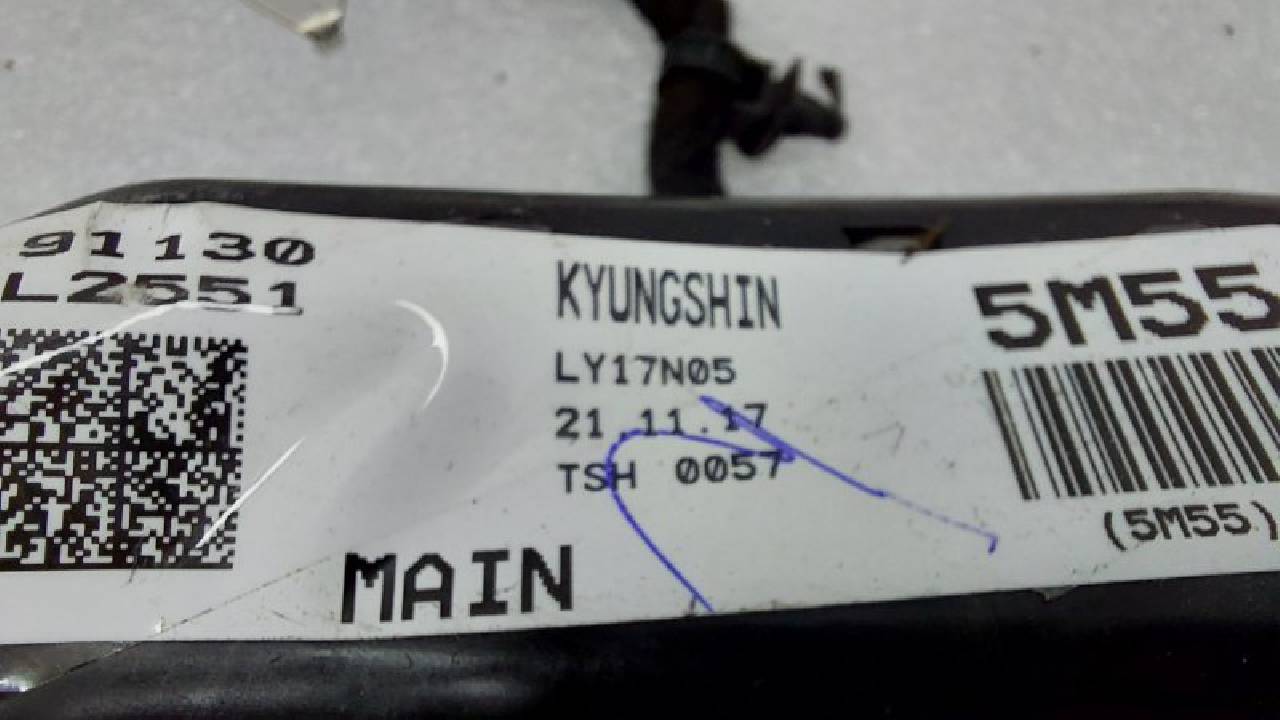 91130
L2551
KYUNGSHIN
LY17N05
21.11.17
TSH 0057
MAIN
5M55
(5M55)